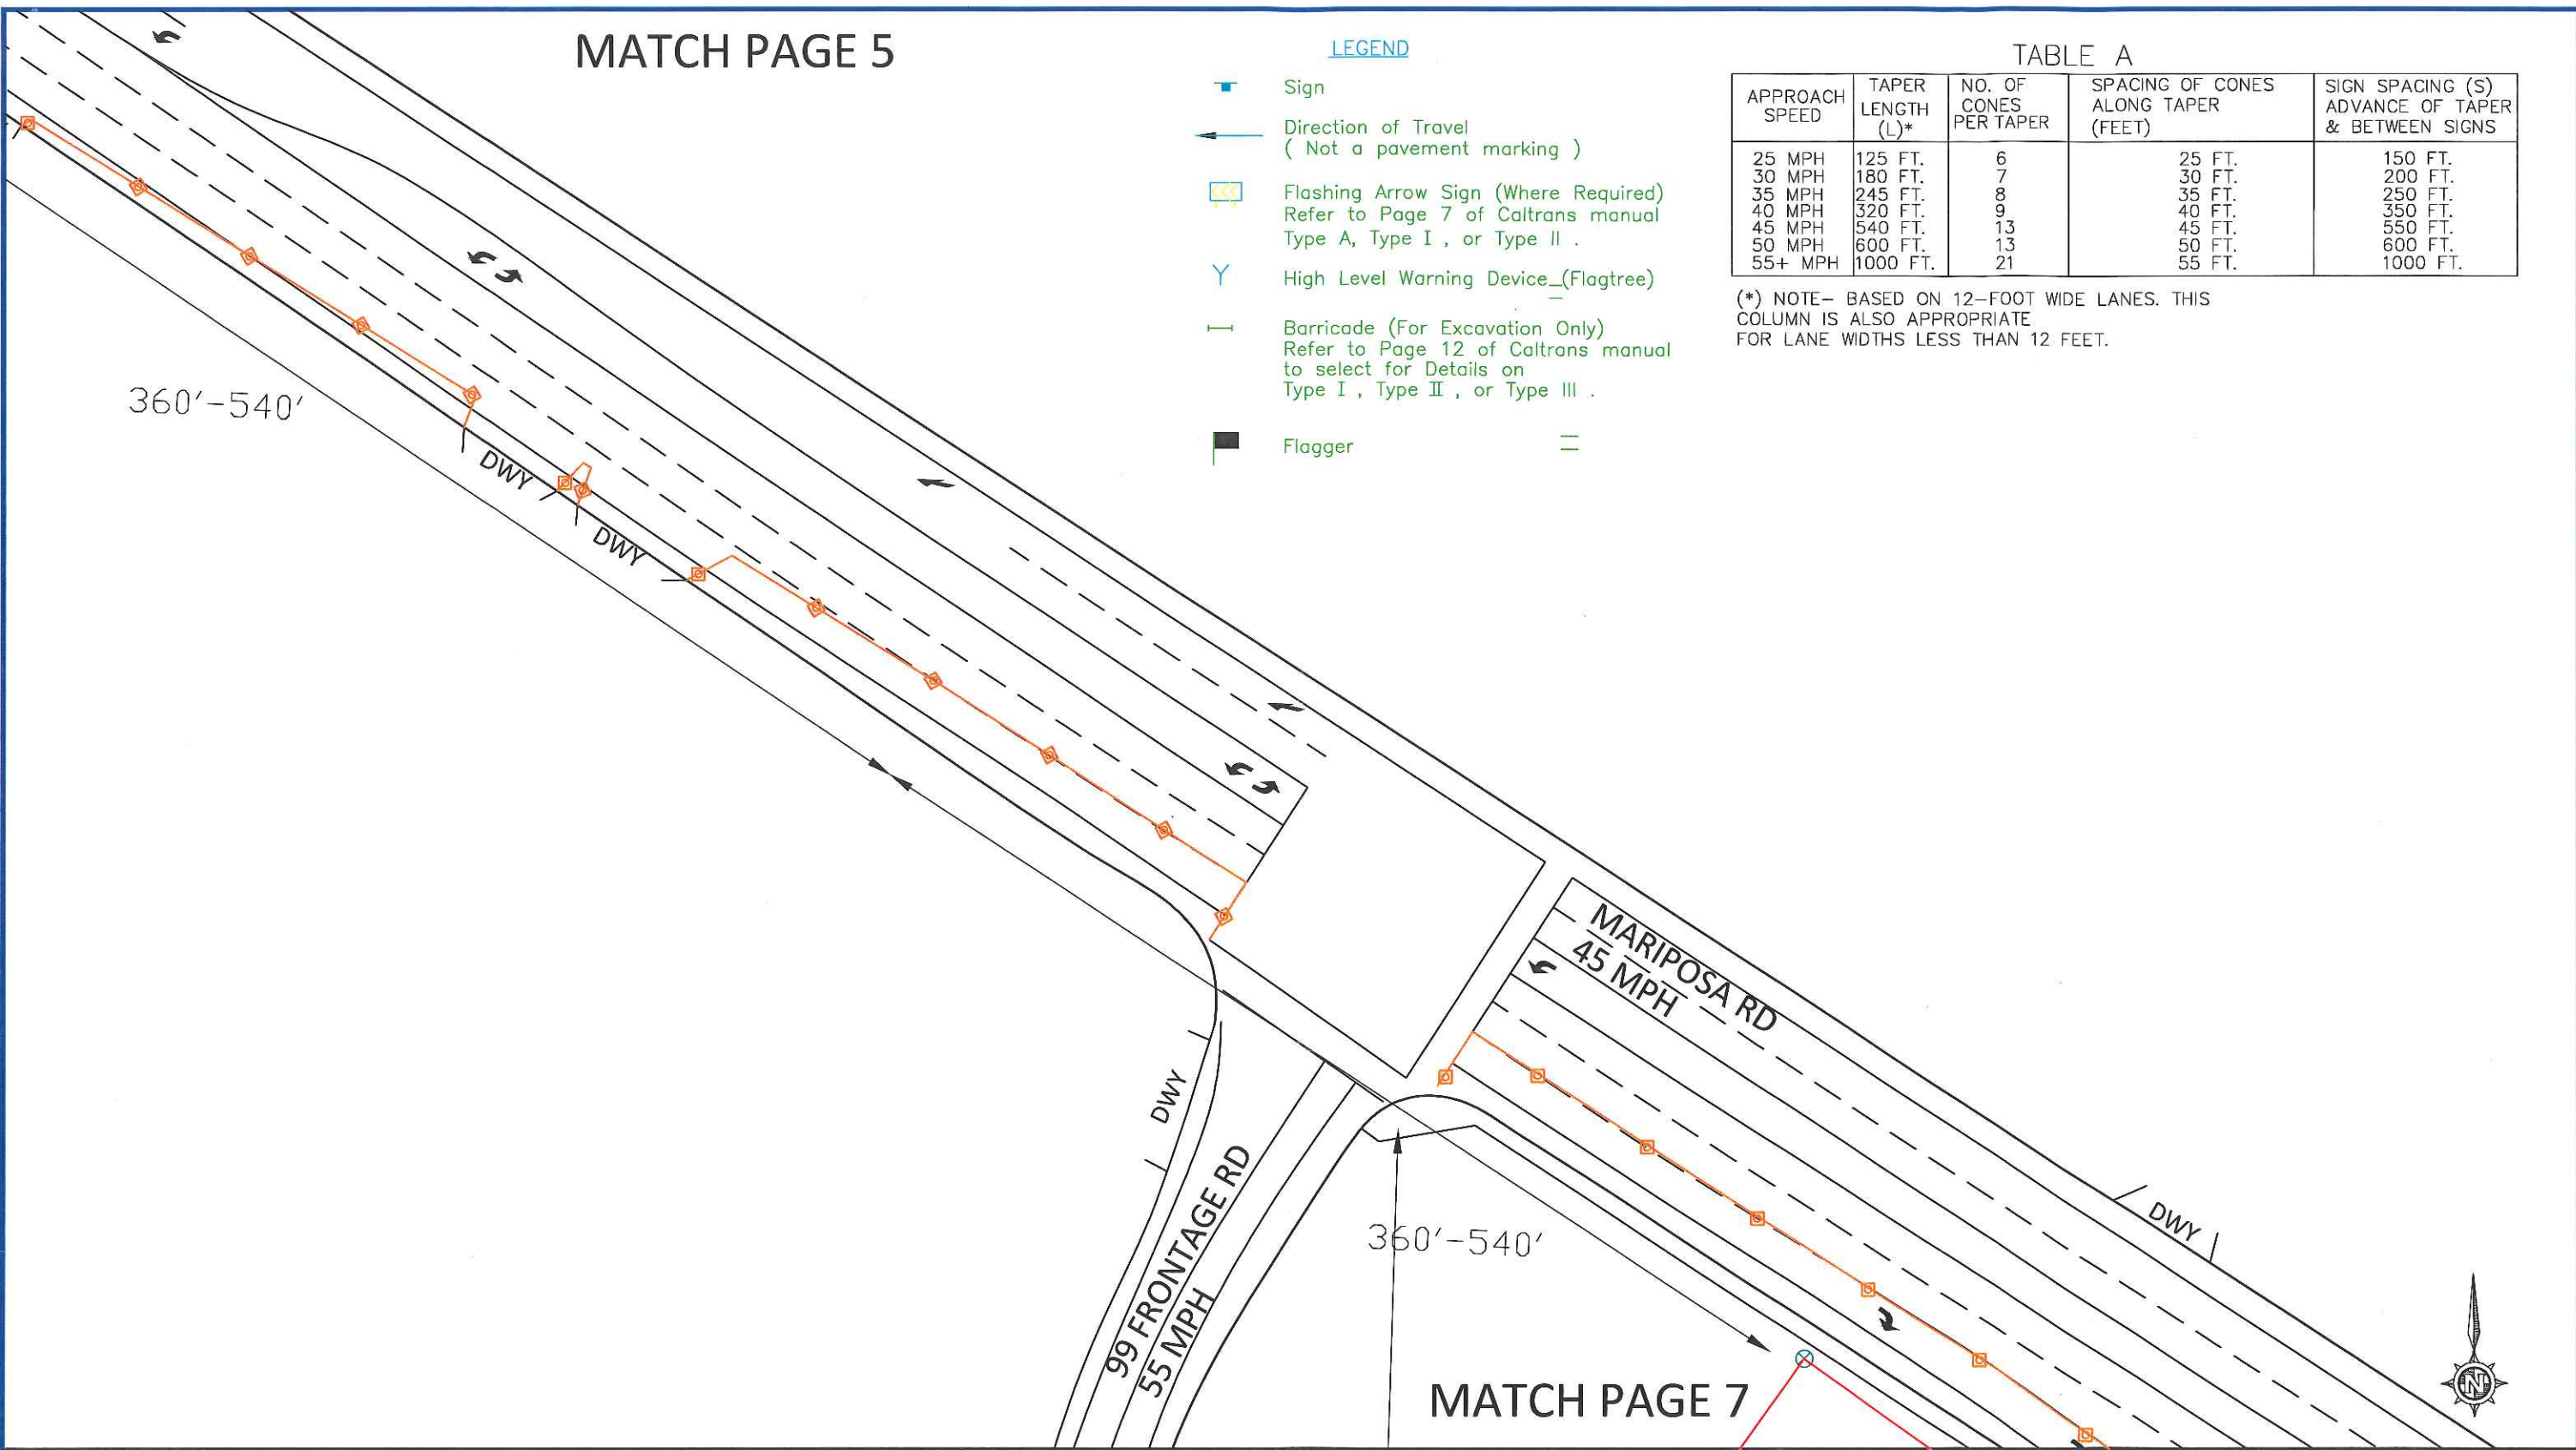 MATCH PAGE 5
LEGEND
Sign
Direction of Travel
( Not a pavement marking )
Flashing Arrow Sign (Where Required)
Refer to Page 7 of Caltrans manual
Type A, Type I , or Type II .
Y High Level Warning Device_(Flagtree)
Barricade (For Excavation Only)
Refer to Page 12 of Caltrans manual
to select for Details on
Type I , Type II , or Type III .
Flagger
TABLE A
APPROACH SPEED | TAPER LENGTH (L)* | NO. OF CONES PER TAPER | SPACING OF CONES ALONG TAPER (FEET) | SIGN SPACING (S) ADVANCE OF TAPER & BETWEEN SIGNS
25 MPH 125 FT. 6 25 FT. 150 FT.
30 MPH 180 FT. 7 30 FT. 200 FT.
35 MPH 245 FT. 8 35 FT. 250 FT.
40 MPH 320 FT. 9 40 FT. 350 FT.
45 MPH 540 FT. 13 45 FT. 550 FT.
50 MPH 600 FT. 13 50 FT. 600 FT.
55+ MPH 1000 FT. 21 55 FT. 1000 FT.
(*) NOTE- BASED ON 12-FOOT WIDE LANES. THIS
COLUMN IS ALSO APPROPRIATE
FOR LANE WIDTHS LESS THAN 12 FEET.
360'-540'
DWY
DWY
MARIPOSA RD
45 MPH
DWY
99 FRONTAGE RD
55 MPH
360'-540'
DWY
MATCH PAGE 7
N